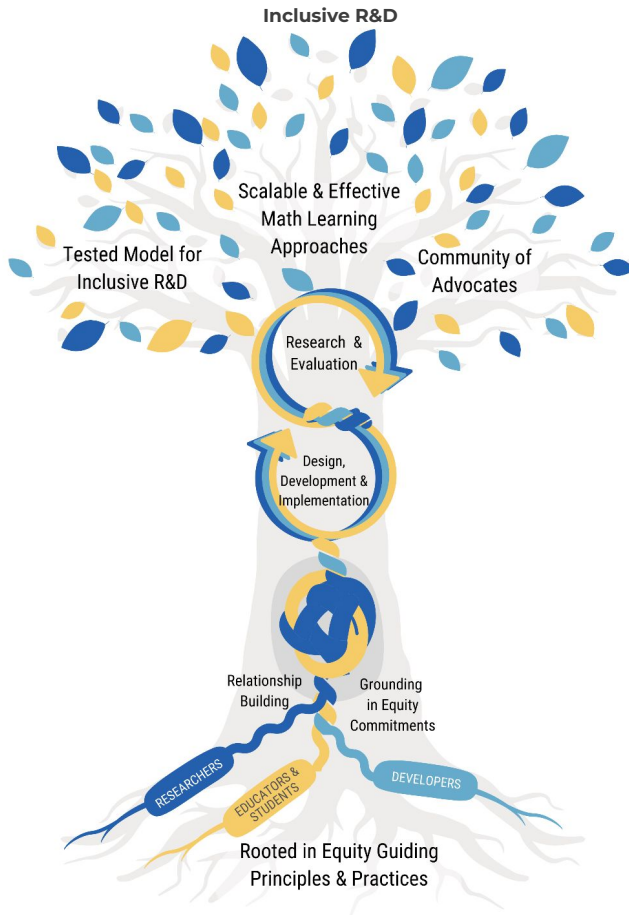 Inclusive R&D
Scalable & Effective
Math Learning
Approaches
Tested Model for
Inclusive R&D
Community of
Advocates
Research &
Evaluation
Design,
Development &
Implementation
Relationship
Building
Grounding
in Equity
Commitments
RESEARCHERS
EDUCATORS &
STUDENTS
DEVELOPERS
Rooted in Equity Guiding
Principles & Practices